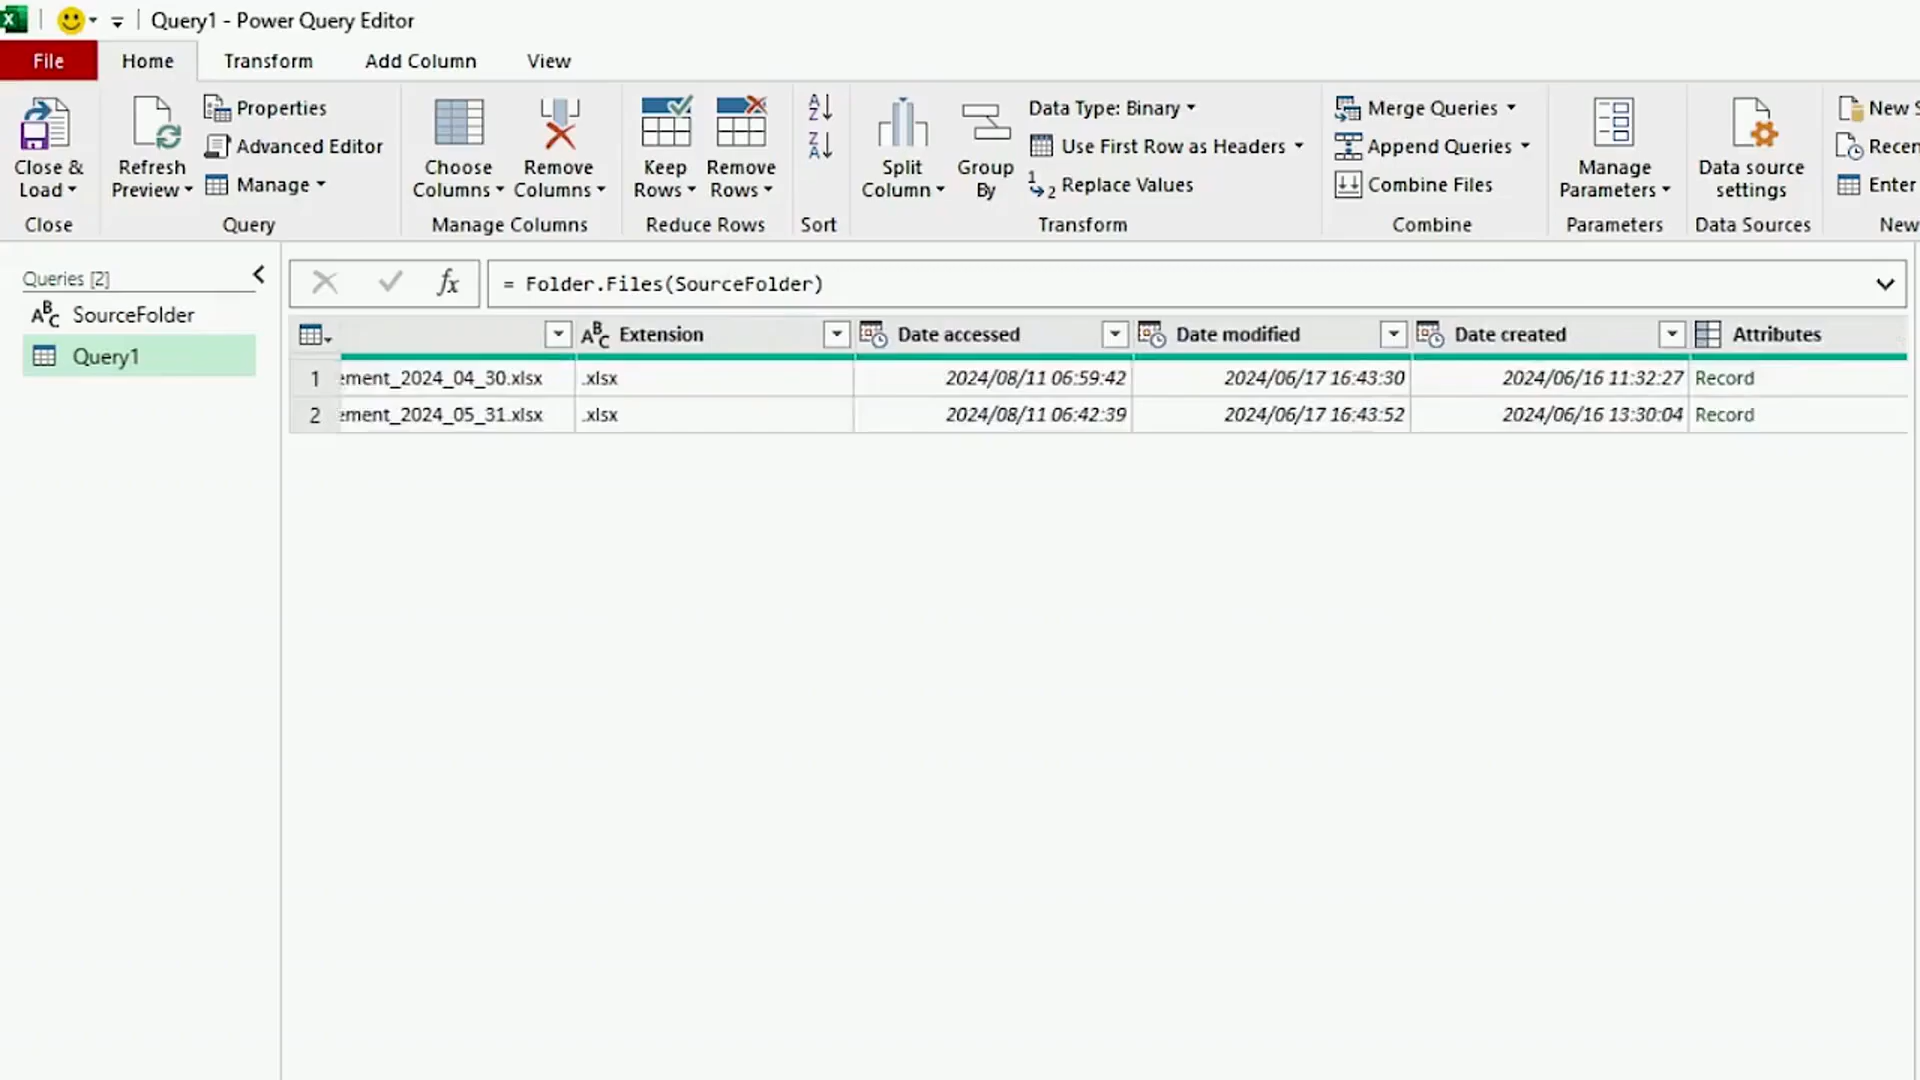 Query1 - Power Query Editor
File Home Transform Add Column View
Close & Load
Close
Refresh Preview
Properties
Advanced Editor
Manage
Query
Choose Columns
Remove Columns
Manage Columns
Keep Rows
Remove Rows
Reduce Rows
Sort
Split Column
Group By
Data Type: Binary
Use First Row as Headers
Replace Values
Transform
Merge Queries
Append Queries
Combine Files
Combine
Manage Parameters
Parameters
Data source settings
Data Sources
New S
Recen
Enter
New
Queries [2]
SourceFolder
Query1
fx
= Folder.Files(SourceFolder)
Extension Date accessed Date modified Date created Attributes
1 ement_2024_04_30.xlsx .xlsx 2024/08/11 06:59:42 2024/06/17 16:43:30 2024/06/16 11:32:27 Record
2 ement_2024_05_31.xlsx .xlsx 2024/08/11 06:42:39 2024/06/17 16:43:52 2024/06/16 13:30:04 Record